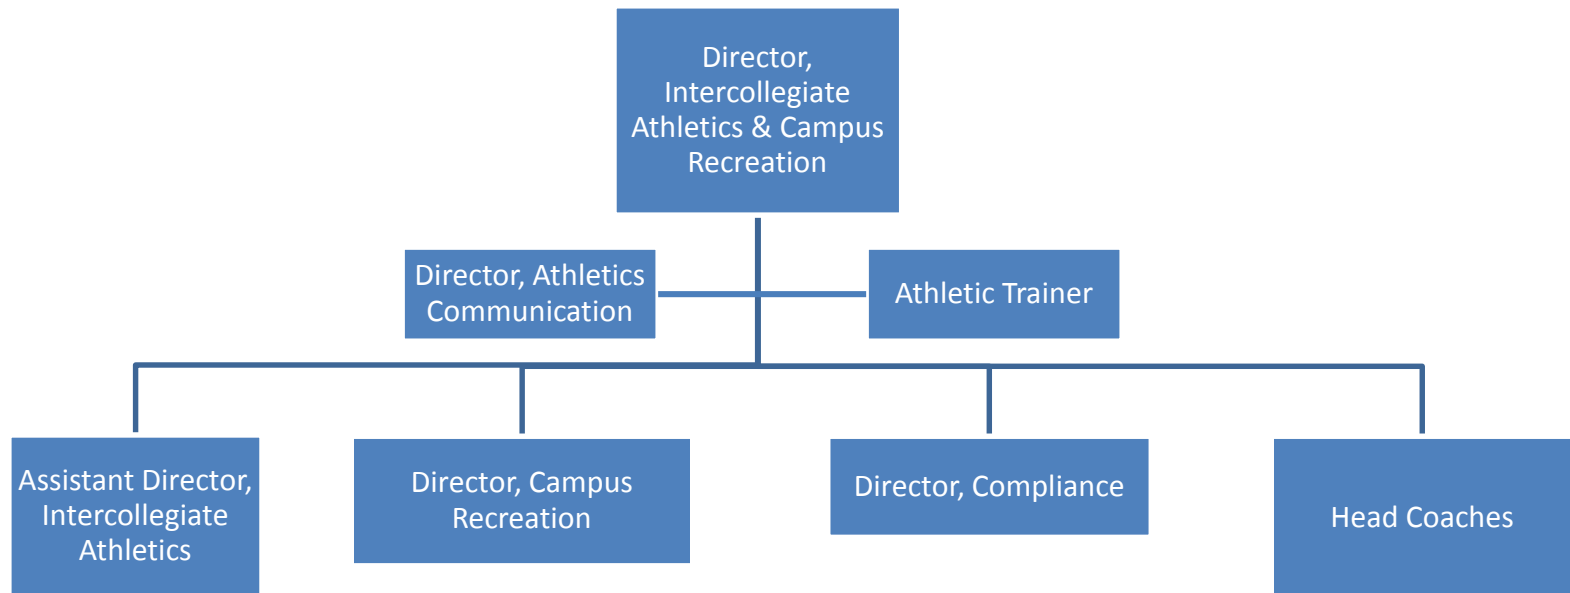 Director,
Intercollegiate
Athletics & Campus
Recreation
Director, Athletics
Communication
Athletic Trainer
Assistant Director,
Intercollegiate
Athletics
Director, Campus
Recreation
Director, Compliance
Head Coaches